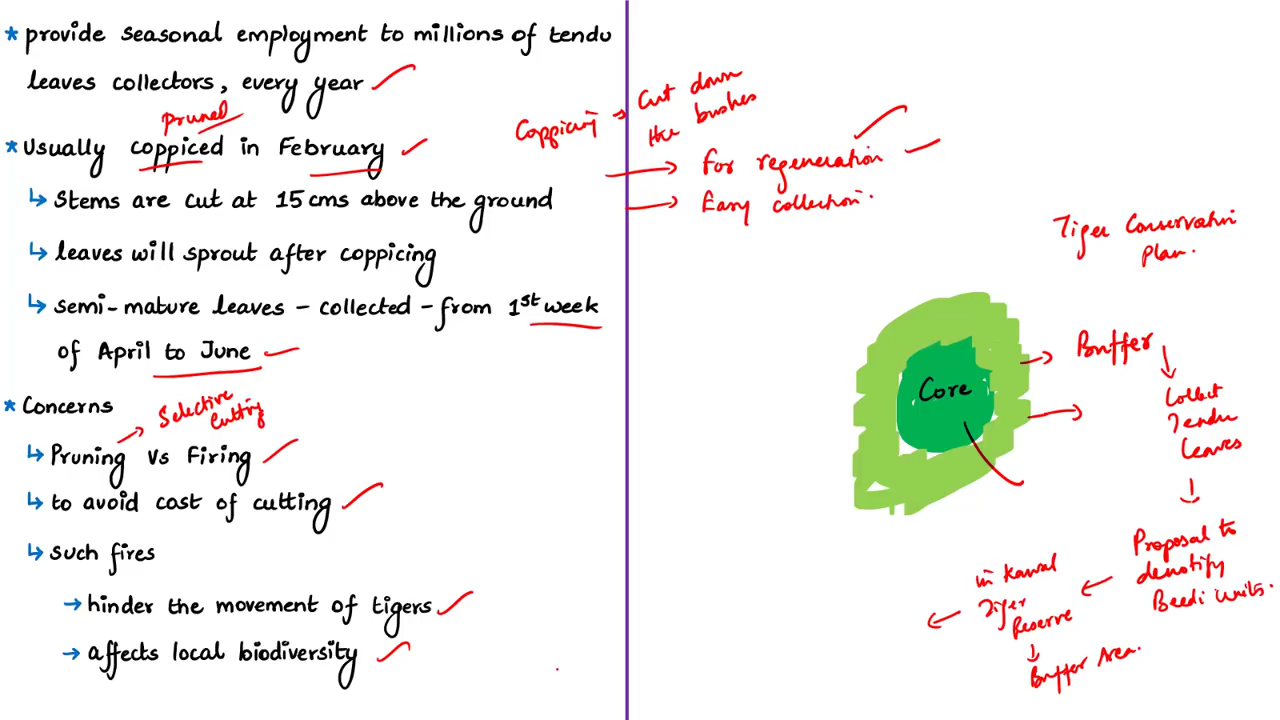 * provide seasonal employment to millions of tendu
leaves collectors, every year
pruned
* Usually coppiced in February
↳ Stems are cut at 15 cms above the ground
↳ leaves will sprout after coppicing
↳ semi-mature leaves - collected - from 1st week
of April to June
* Concerns
Selective
Cutting
↳ Pruning Vs Firing
↳ to avoid cost of cutting
↳ such fires
→ hinder the movement of tigers
→ affects local biodiversity
Coppicing → Cut down
the bushes
→ For regeneration
→ Easy collection.
Tiger Conservation
Plan.
Core
→ Buffer
Collect
Tendu
Leaves
Proposal to
denotify
Beedi units.
in Kawal
Tiger
Reserve
Buffer Area.